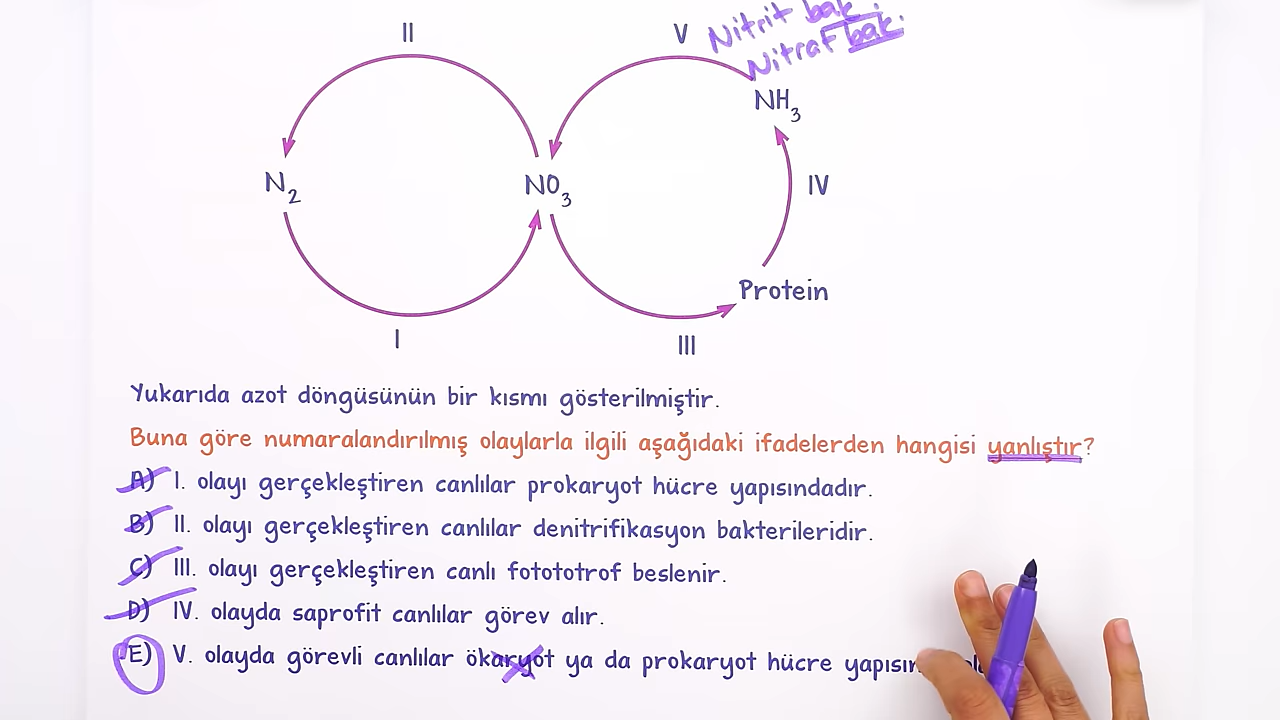 II
V
Nitrit bak.
Nitrat bak.
NH3
N2
NO3
IV
Protein
I
III
Yukarıda azot döngüsünün bir kısmı gösterilmiştir.
Buna göre numaralandırılmış olaylarla ilgili aşağıdaki ifadelerden hangisi yanlıştır?
A) I. olayı gerçekleştiren canlılar prokaryot hücre yapısındadır.
B) II. olayı gerçekleştiren canlılar denitrifikasyon bakterileridir.
C) III. olayı gerçekleştiren canlı fotototrof beslenir.
D) IV. olayda saprofit canlılar görev alır.
E) V. olayda görevli canlılar ökaryot ya da prokaryot hücre